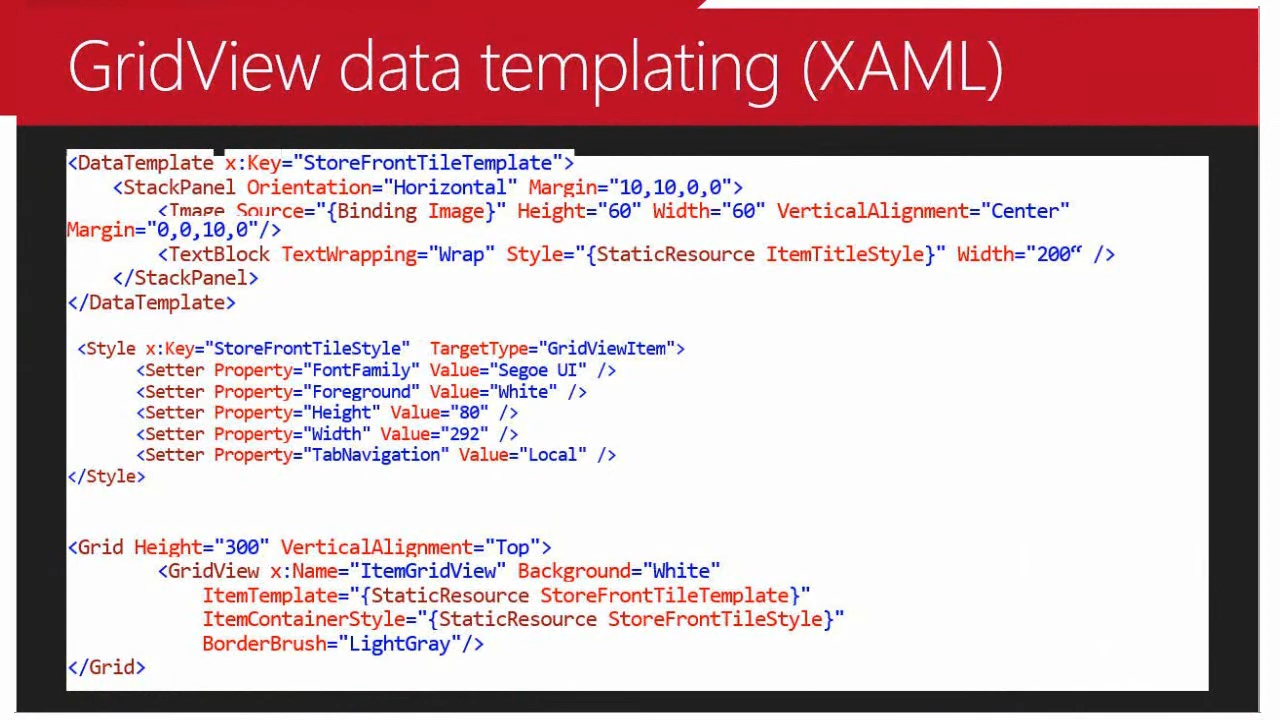 GridView data templating (XAML)
<DataTemplate x:Key="StoreFrontTileTemplate">
<StackPanel Orientation="Horizontal" Margin="10,10,0,0">
<Image Source="{Binding Image}" Height="60" Width="60" VerticalAlignment="Center"
Margin="0,0,10,0"/>
<TextBlock TextWrapping="Wrap" Style="{StaticResource ItemTitleStyle}" Width="200“ />
</StackPanel>
</DataTemplate>
<Style x:Key="StoreFrontTileStyle" TargetType="GridViewItem">
<Setter Property="FontFamily" Value="Segoe UI" />
<Setter Property="Foreground" Value="White" />
<Setter Property="Height" Value="80" />
<Setter Property="Width" Value="292" />
<Setter Property="TabNavigation" Value="Local" />
</Style>
<Grid Height="300" VerticalAlignment="Top">
<GridView x:Name="ItemGridView" Background="White"
ItemTemplate="{StaticResource StoreFrontTileTemplate}"
ItemContainerStyle="{StaticResource StoreFrontTileStyle}"
BorderBrush="LightGray"/>
</Grid>